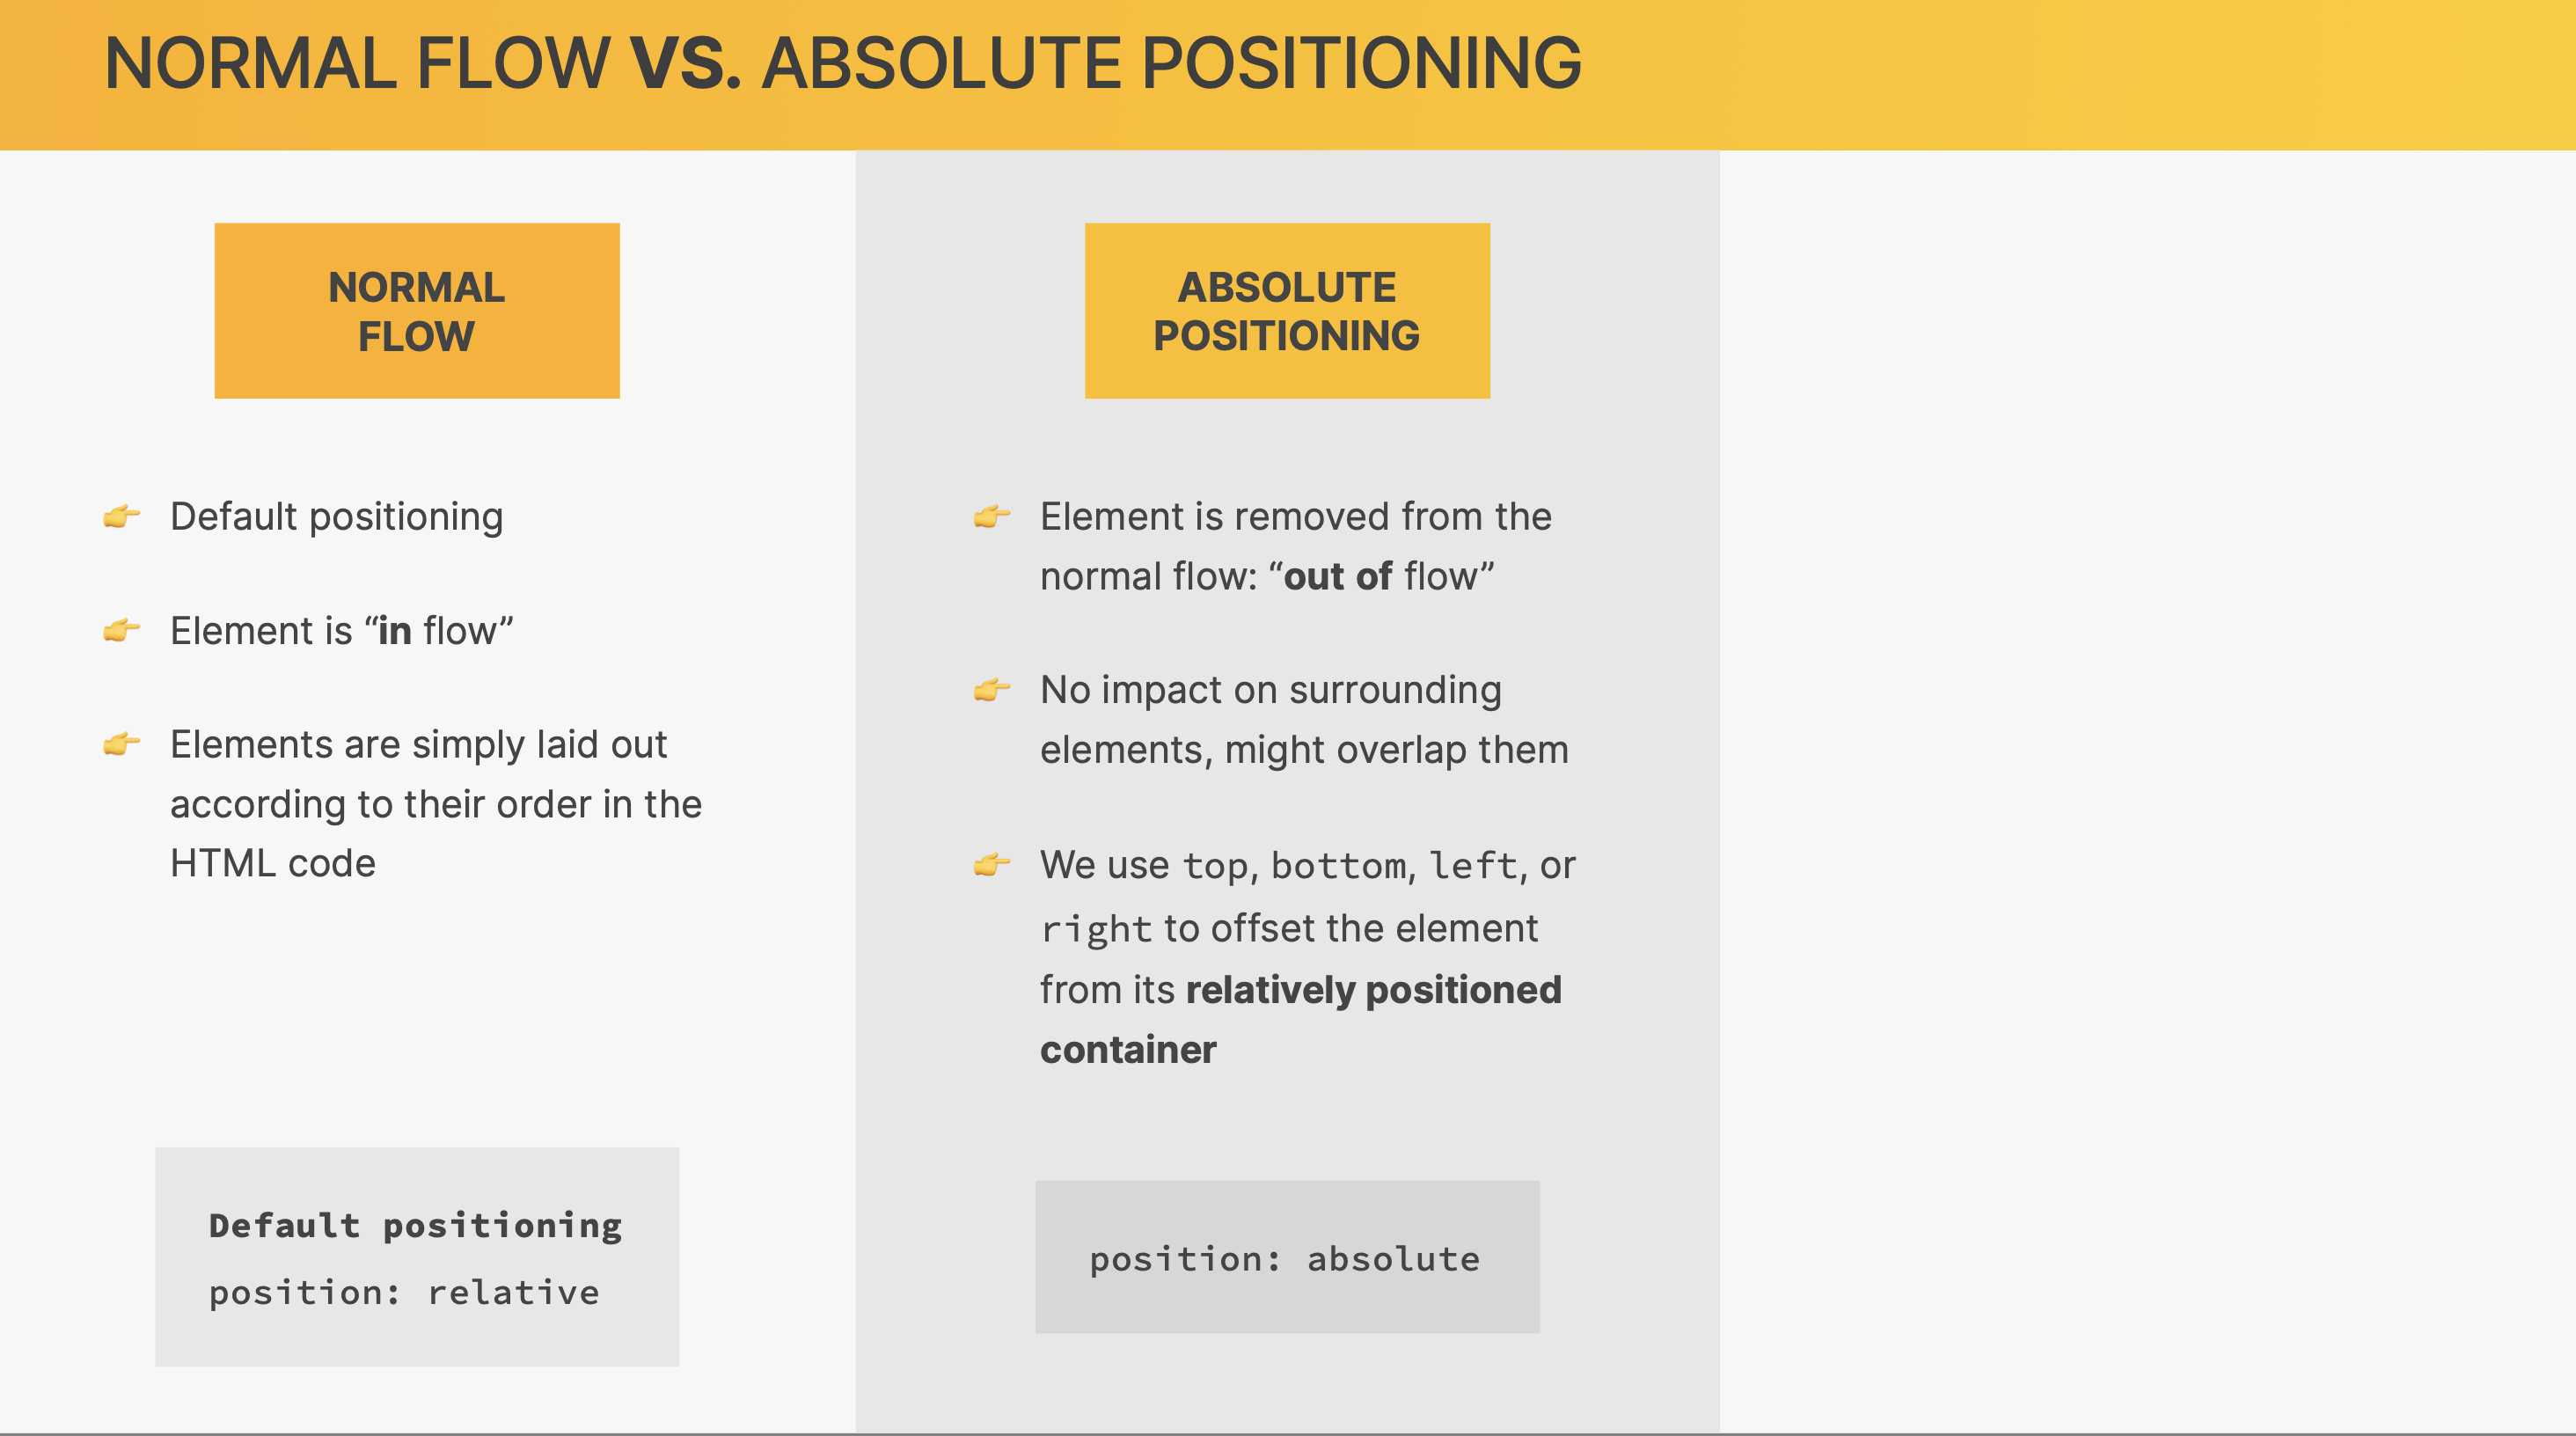 NORMAL FLOW VS. ABSOLUTE POSITIONING
NORMAL
FLOW
👉 Default positioning
👉 Element is “in flow”
👉 Elements are simply laid out
according to their order in the
HTML code
Default positioning
position: relative
ABSOLUTE
POSITIONING
👉 Element is removed from the
normal flow: “out of flow”
👉 No impact on surrounding
elements, might overlap them
👉 We use top, bottom, left, or
right to offset the element
from its relatively positioned
container
position: absolute